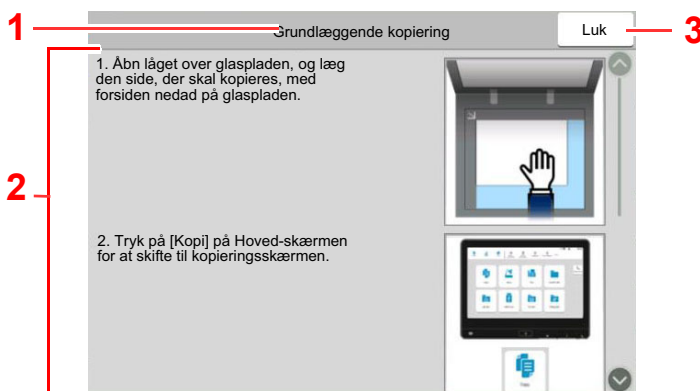 1
Grundlæggende kopiering
Luk
3
1. Åbn låget over glaspladen, og læg
den side, der skal kopieres, med
forsiden nedad på glaspladen.
2
2. Tryk på [Kopi] på Hoved-skærmen
for at skifte til kopieringsskærmen.